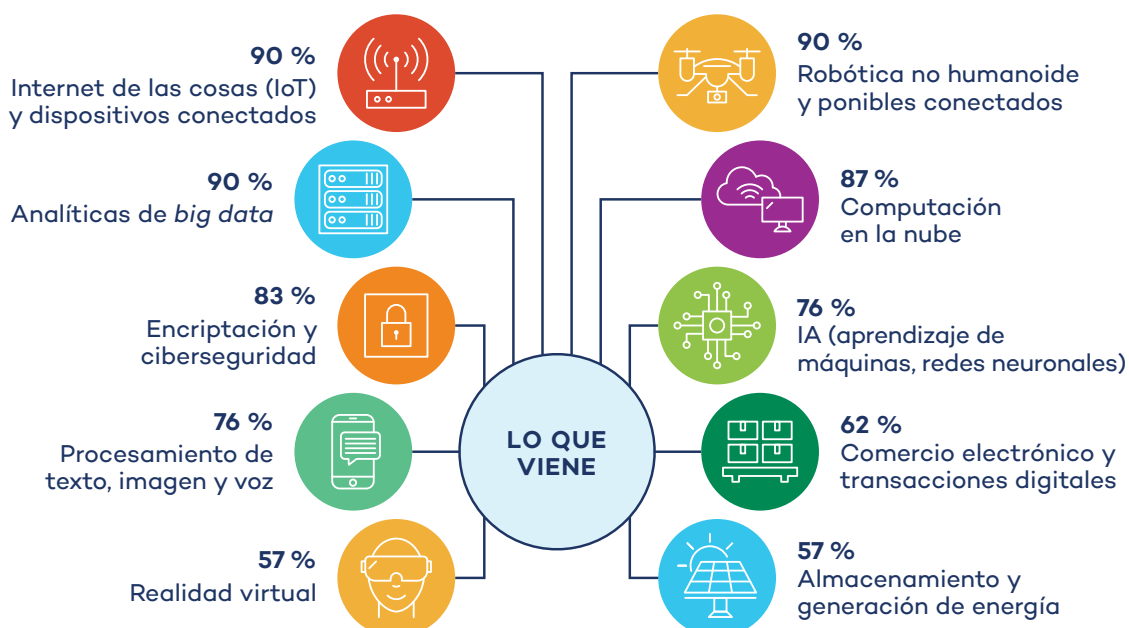 90 %
Internet de las cosas (IoT)
y dispositivos conectados
90 %
Robótica no humanoide
y ponibles conectados
90 %
Analíticas de big data
87 %
Computación
en la nube
83 %
Encriptación y
ciberseguridad
76 %
IA (aprendizaje de
máquinas, redes neuronales)
76 %
Procesamiento de
texto, imagen y voz
LO QUE
VIENE
62 %
Comercio electrónico y
transacciones digitales
57 %
Realidad virtual
57 %
Almacenamiento y
generación de energía